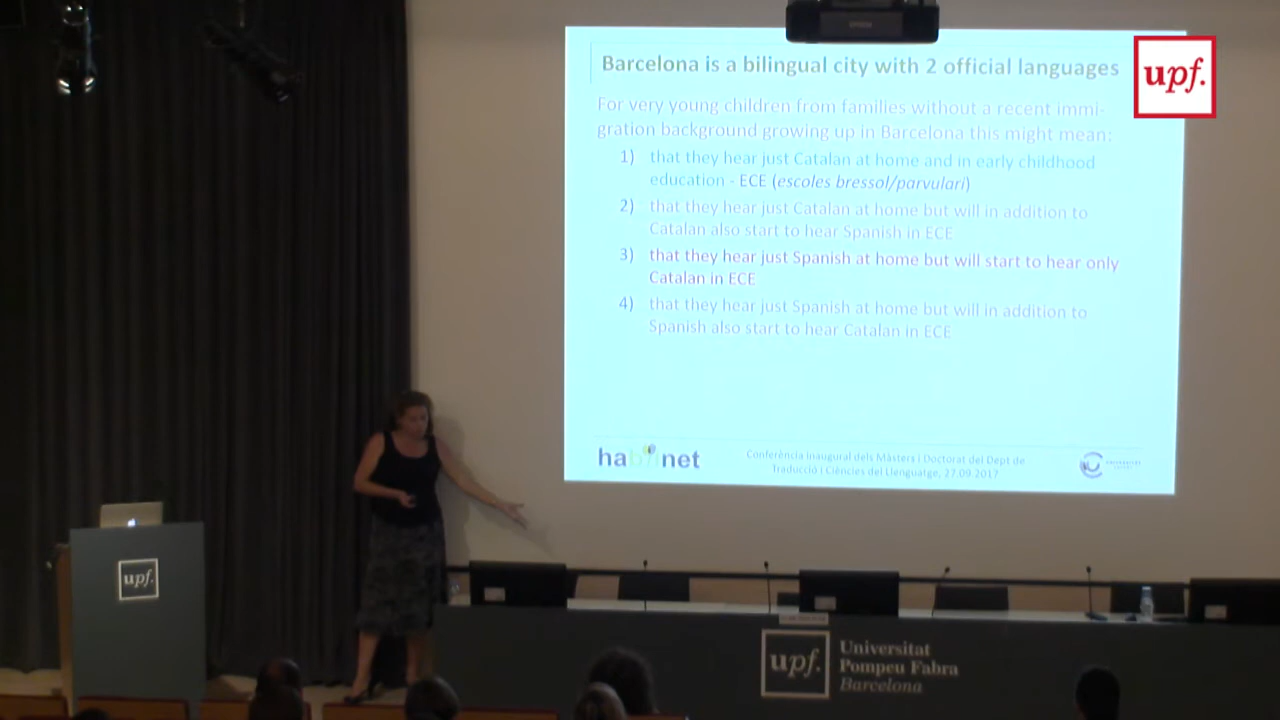 Barcelona is a bilingual city with 2 official languages
upf.
For very young children from families without a recent immi-
gration background growing up in Barcelona this might mean:
1) that they hear just Catalan at home and in early childhood
education - ECE (escoles bressol/parvulari)
2) that they hear just Catalan at home but will in addition to
Catalan also start to hear Spanish in ECE
3) that they hear just Spanish at home but will start to hear only
Catalan in ECE
4) that they hear just Spanish at home but will in addition to
Spanish also start to hear Catalan in ECE
habilnet
Conferència inaugural dels Màsters i Doctorat del Dept de
Traducció i Ciències del Llenguatge, 27.09.2017
upf.
upf.
Universitat
Pompeu Fabra
Barcelona